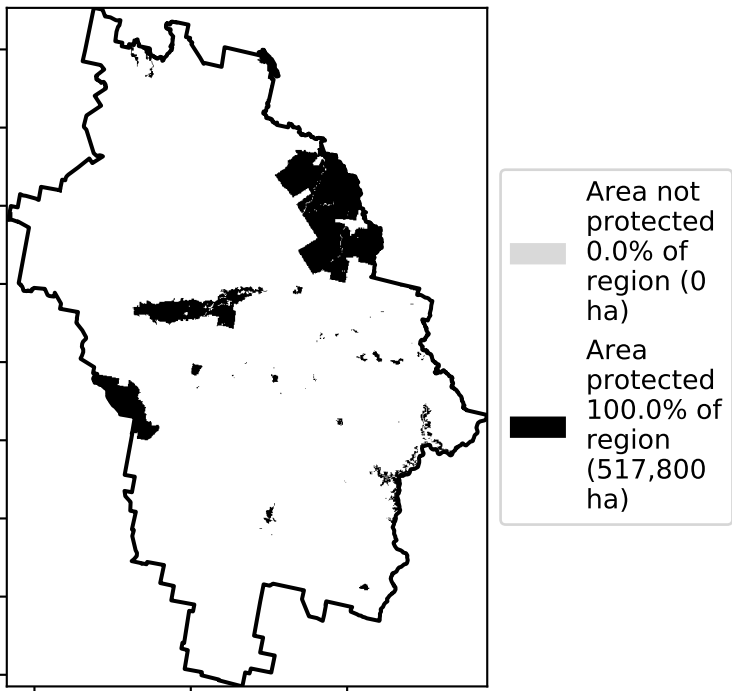 Area not
protected
0.0% of
region (0
ha)
Area
protected
100.0% of
region
(517,800
ha)